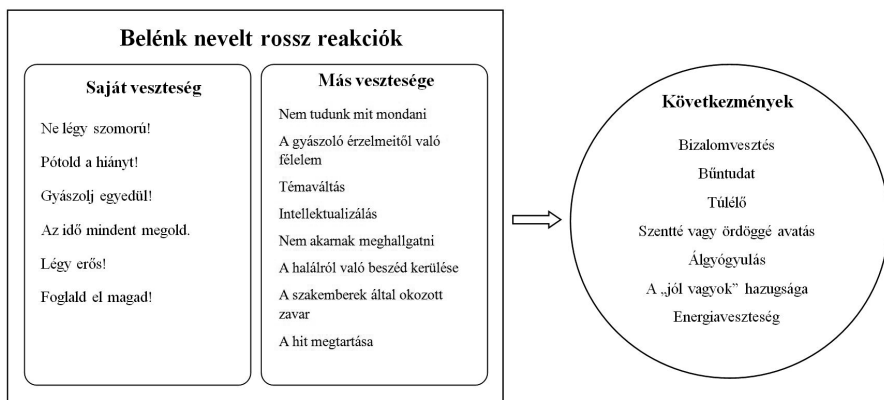 Belénk nevelt rossz reakciók
Saját veszteség
Ne légy szomorú!
Pótold a hiányt!
Gyászolj egyedül!
Az idő mindent megold.
Légy erős!
Foglald el magad!
Más vesztesége
Nem tudunk mit mondani
A gyászoló érzelmeitől való
félelem
Témaváltás
Intellektualizálás
Nem akarnak meghallgatni
A halálról való beszéd kerülése
A szakemberek által okozott
zavar
A hit megtartása
Következmények
Bizalomvesztés
Bűntudat
Túlélő
Szentté vagy ördöggé avatás
Álgyógyulás
A „jól vagyok” hazugsága
Energiaveszteség